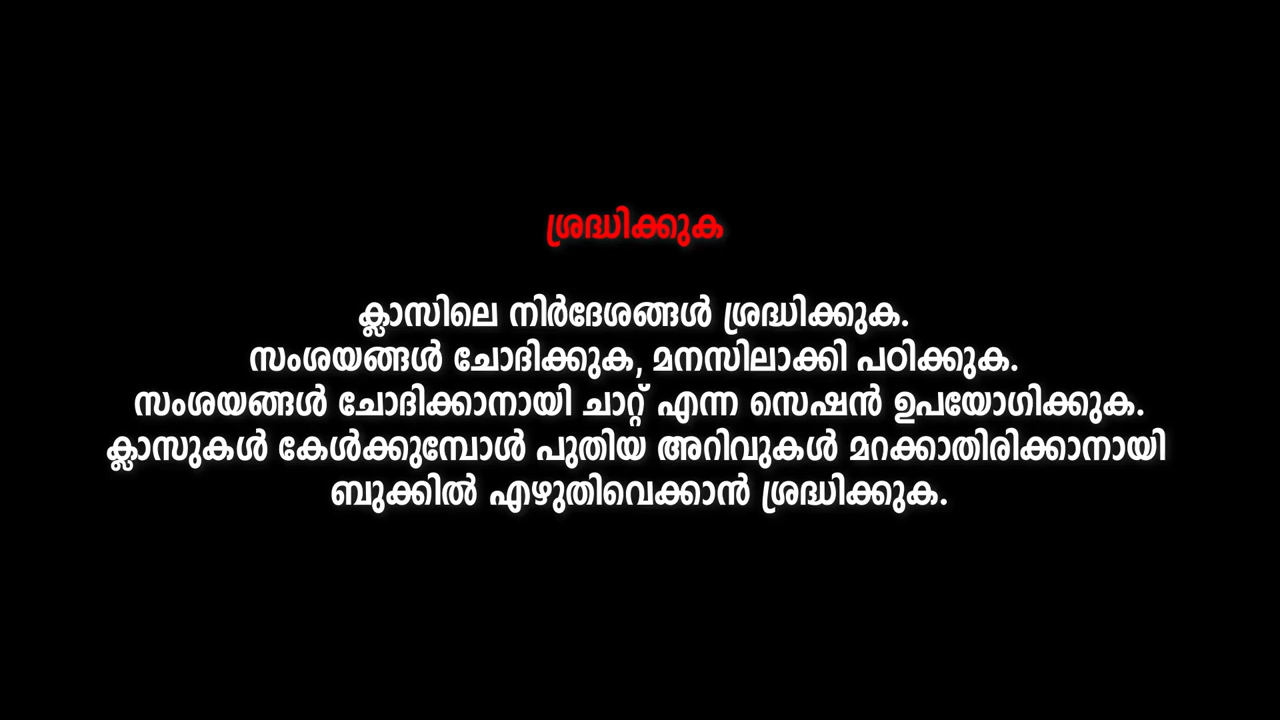 ശ്രദ്ധിക്കുക
ക്ലാസിലെ നിർദേശങ്ങൾ ശ്രദ്ധിക്കുക.
സംശയങ്ങൾ ചോദിക്കുക, മനസിലാക്കി പഠിക്കുക.
സംശയങ്ങൾ ചോദിക്കാനായി ചാറ്റ് എന്ന സെഷൻ ഉപയോഗിക്കുക.
ക്ലാസുകൾ കേൾക്കുമ്പോൾ പുതിയ അറിവുകൾ മറക്കാതിരിക്കാനായി
ബുക്കിൽ എഴുതിവെക്കാൻ ശ്രദ്ധിക്കുക.